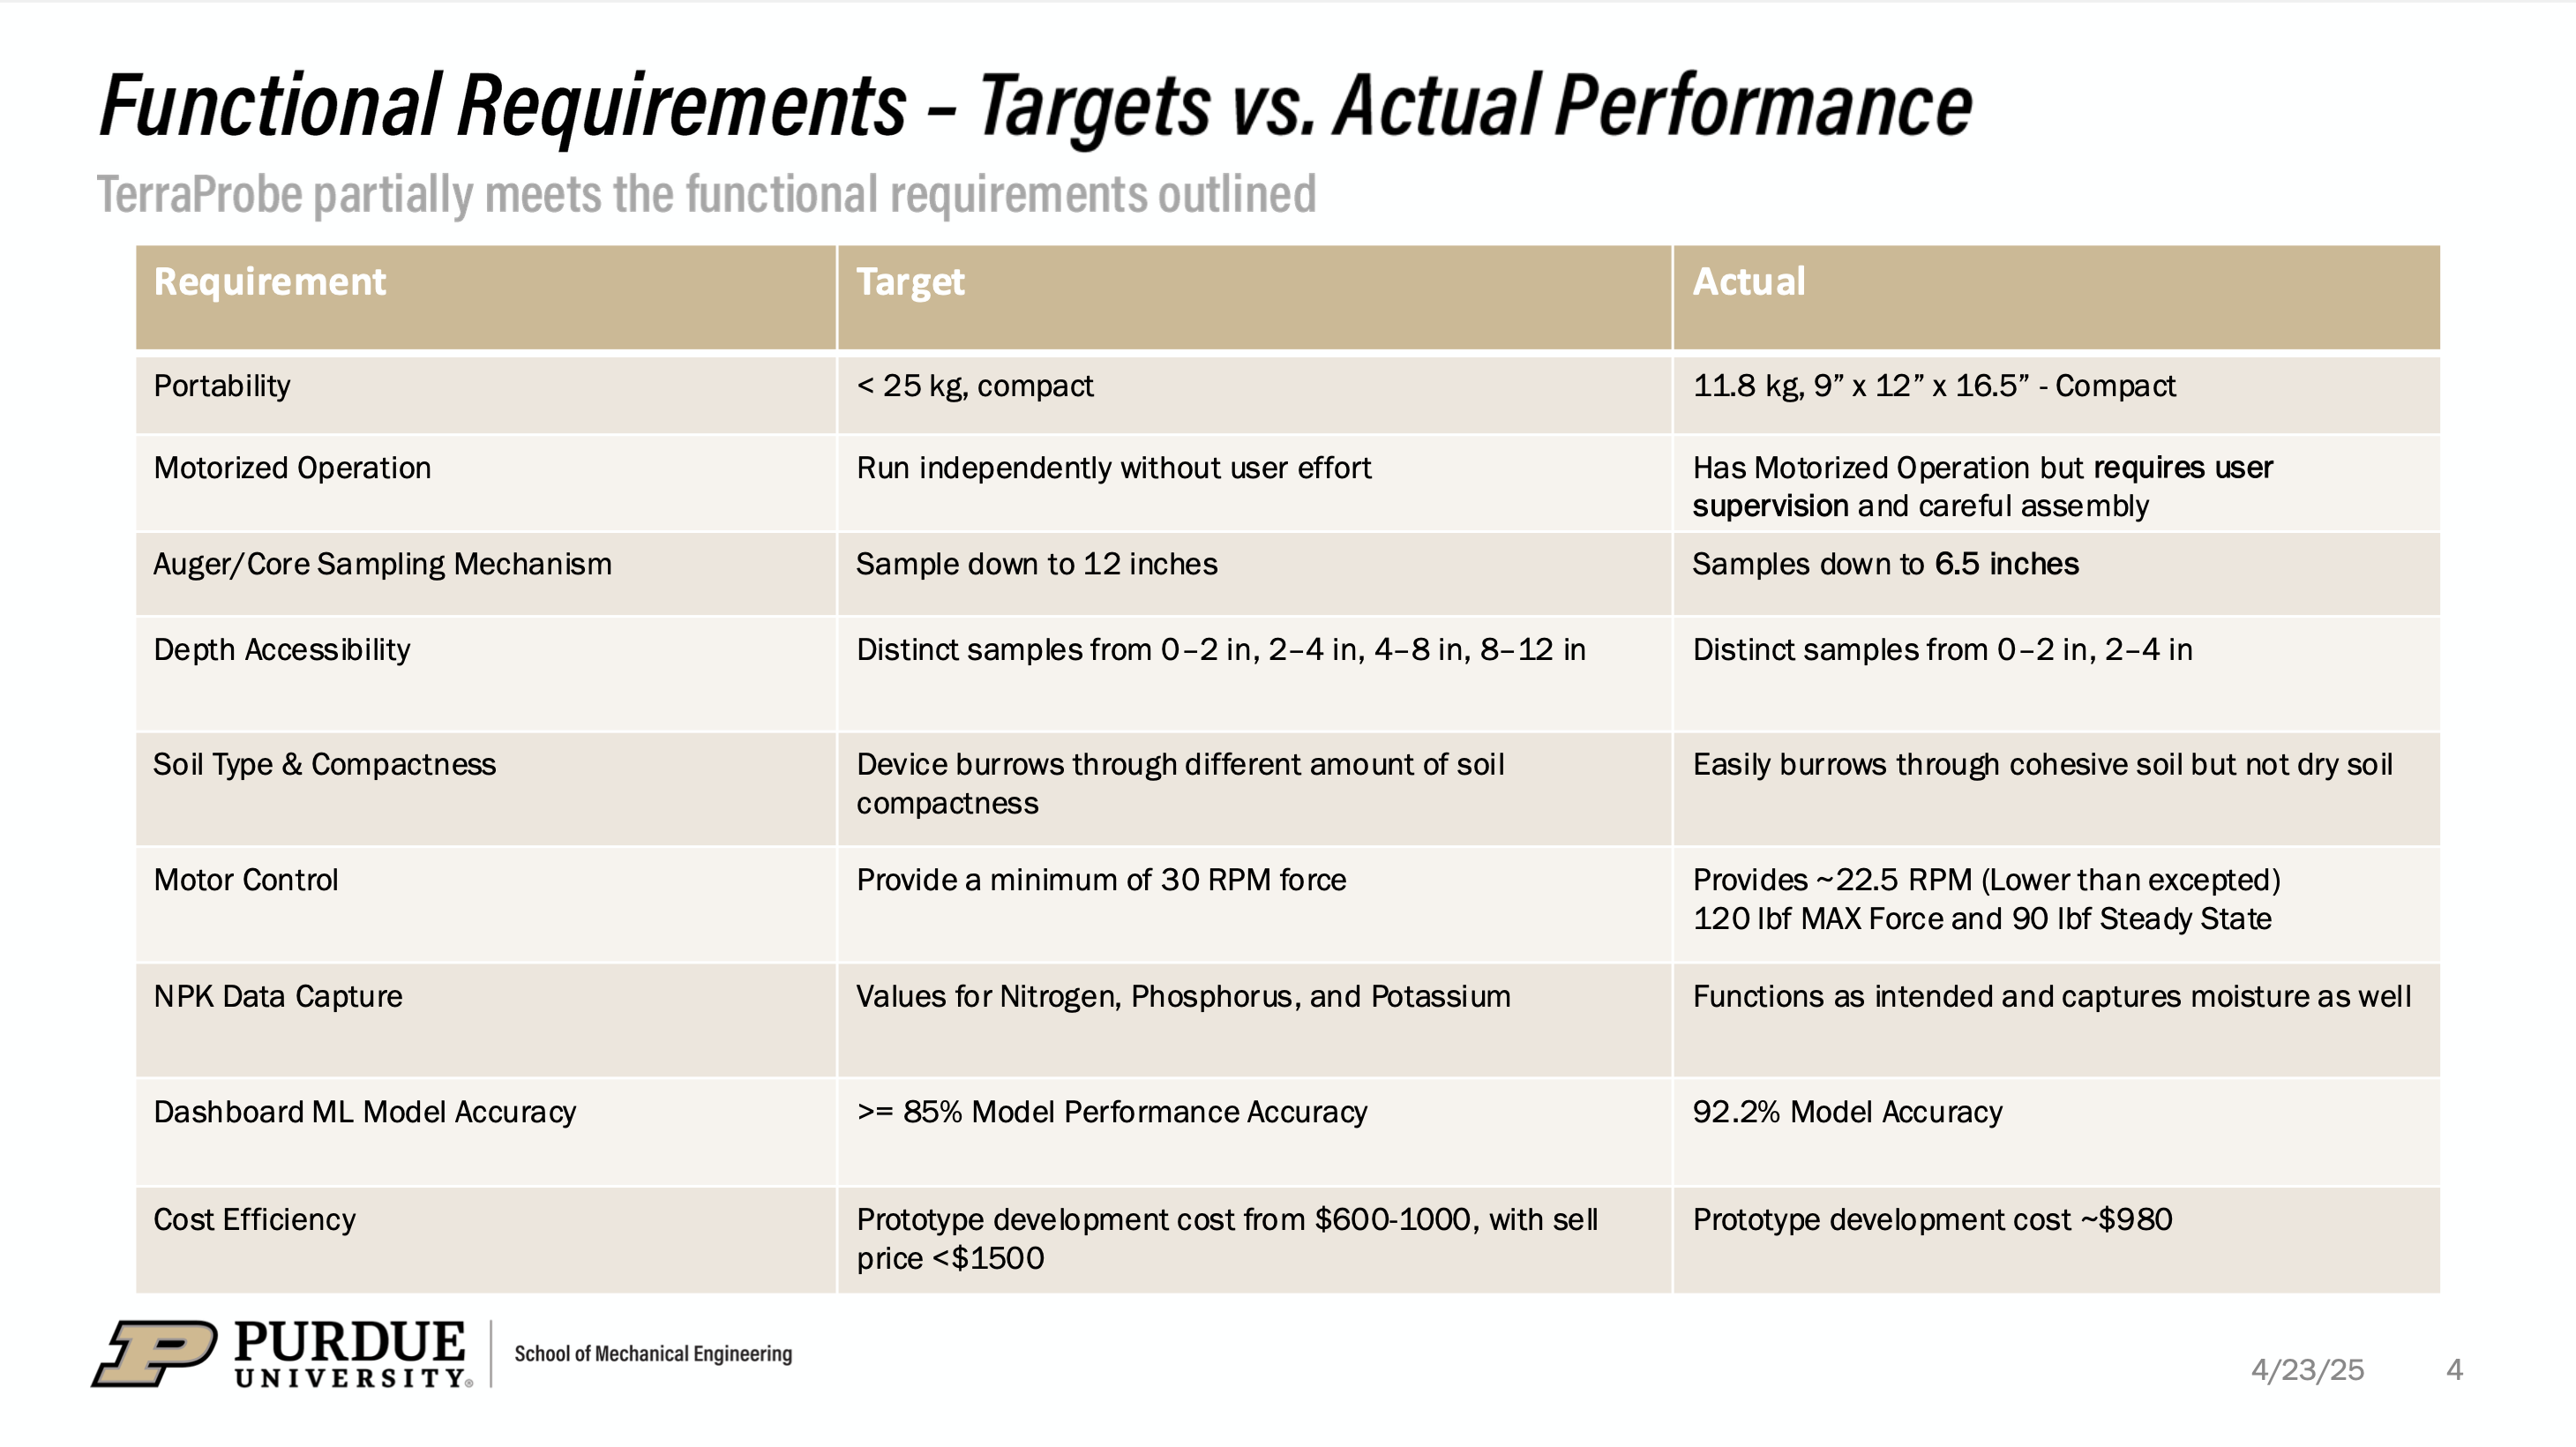 Functional Requirements – Targets vs. Actual Performance
TerraProbe partially meets the functional requirements outlined
Requirement
Target
Actual
Portability
< 25 kg, compact
11.8 kg, 9” x 12” x 16.5” - Compact
Motorized Operation
Run independently without user effort
Has Motorized Operation but requires user
supervision and careful assembly
Auger/Core Sampling Mechanism
Sample down to 12 inches
Samples down to 6.5 inches
Depth Accessibility
Distinct samples from 0–2 in, 2–4 in, 4–8 in, 8–12 in
Distinct samples from 0–2 in, 2–4 in
Soil Type & Compactness
Device burrows through different amount of soil
compactness
Easily burrows through cohesive soil but not dry soil
Motor Control
Provide a minimum of 30 RPM force
Provides ~22.5 RPM (Lower than excepted)
120 lbf MAX Force and 90 lbf Steady State
NPK Data Capture
Values for Nitrogen, Phosphorus, and Potassium
Functions as intended and captures moisture as well
Dashboard ML Model Accuracy
>= 85% Model Performance Accuracy
92.2% Model Accuracy
Cost Efficiency
Prototype development cost from $600-1000, with sell
price <$1500
Prototype development cost ~$980
P
PURDUE
UNIVERSITY®
School of Mechanical Engineering
4/23/25
4